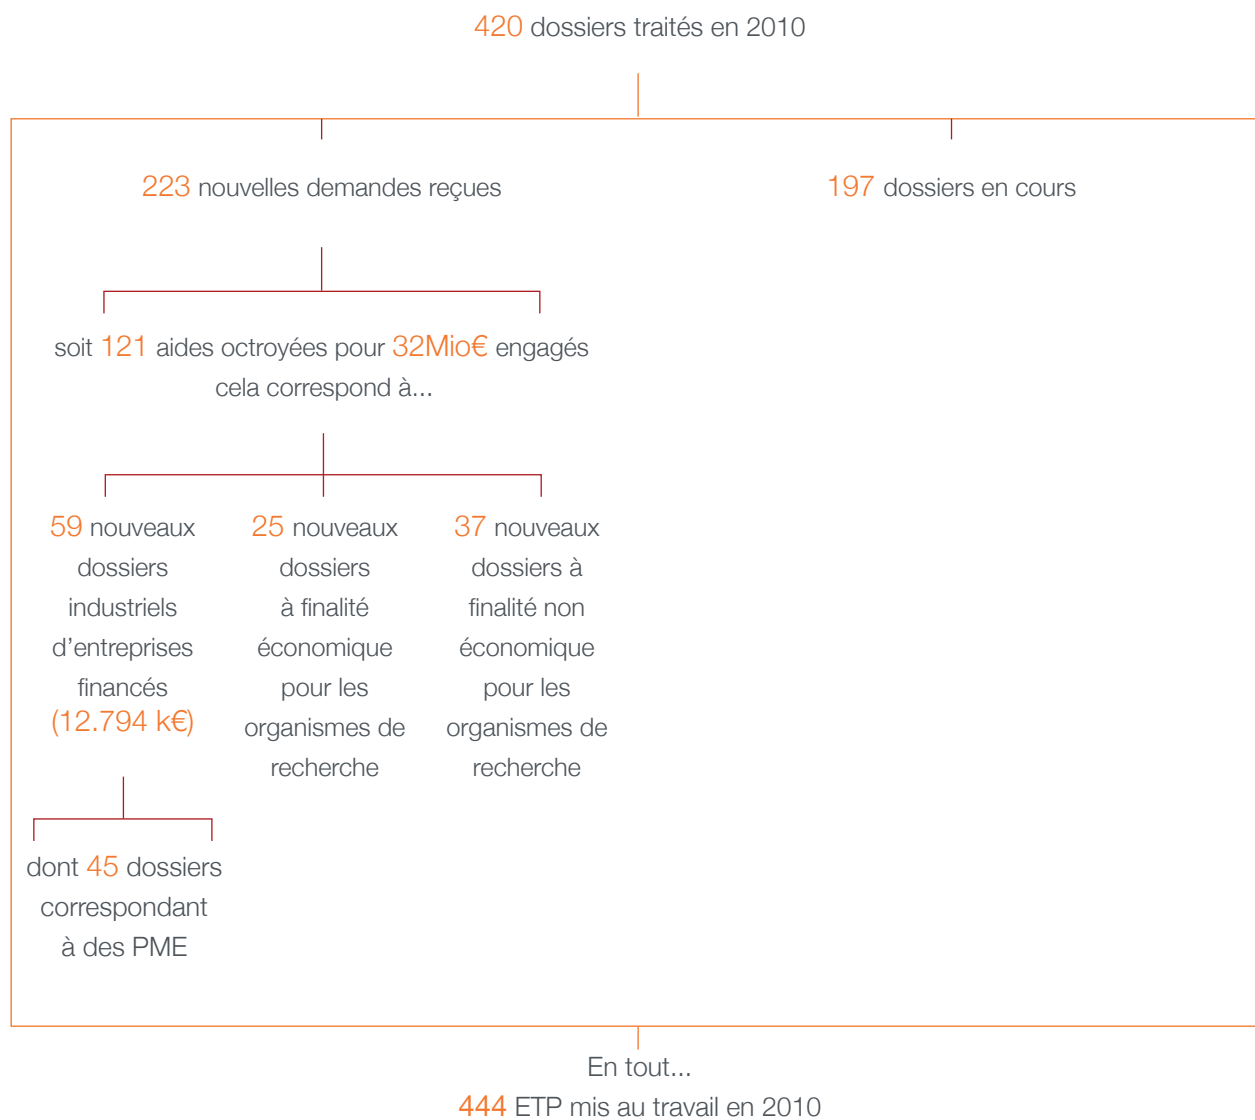 420 dossiers traités en 2010
223 nouvelles demandes reçues
197 dossiers en cours
soit 121 aides octroyées pour 32Mio€ engagés
cela correspond à...
59 nouveaux
dossiers
industriels
d’entreprises
financés
(12.794 k€)
25 nouveaux
dossiers
à finalité
économique
pour les
organismes de
recherche
37 nouveaux
dossiers à
finalité non
économique
pour les
organismes de
recherche
dont 45 dossiers
correspondant
à des PME
En tout...
444 ETP mis au travail en 2010